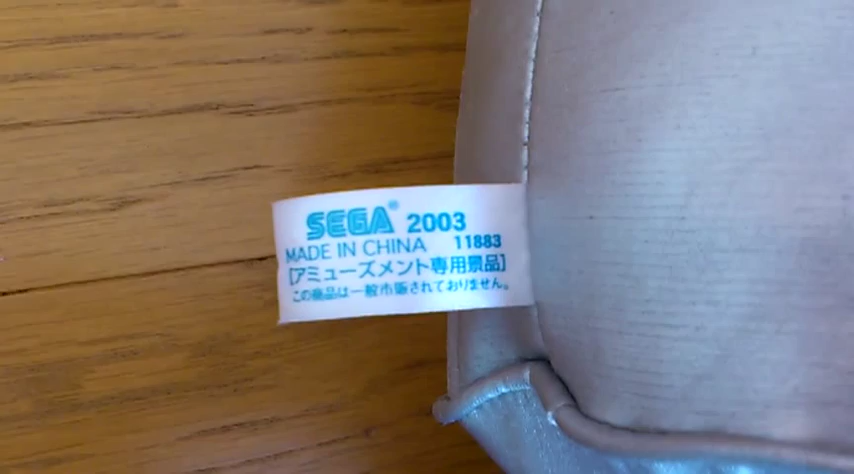 SEGA® 2003
MADE IN CHINA 11883
[アミューズメント専用景品]
この商品は一般市販されておりません。